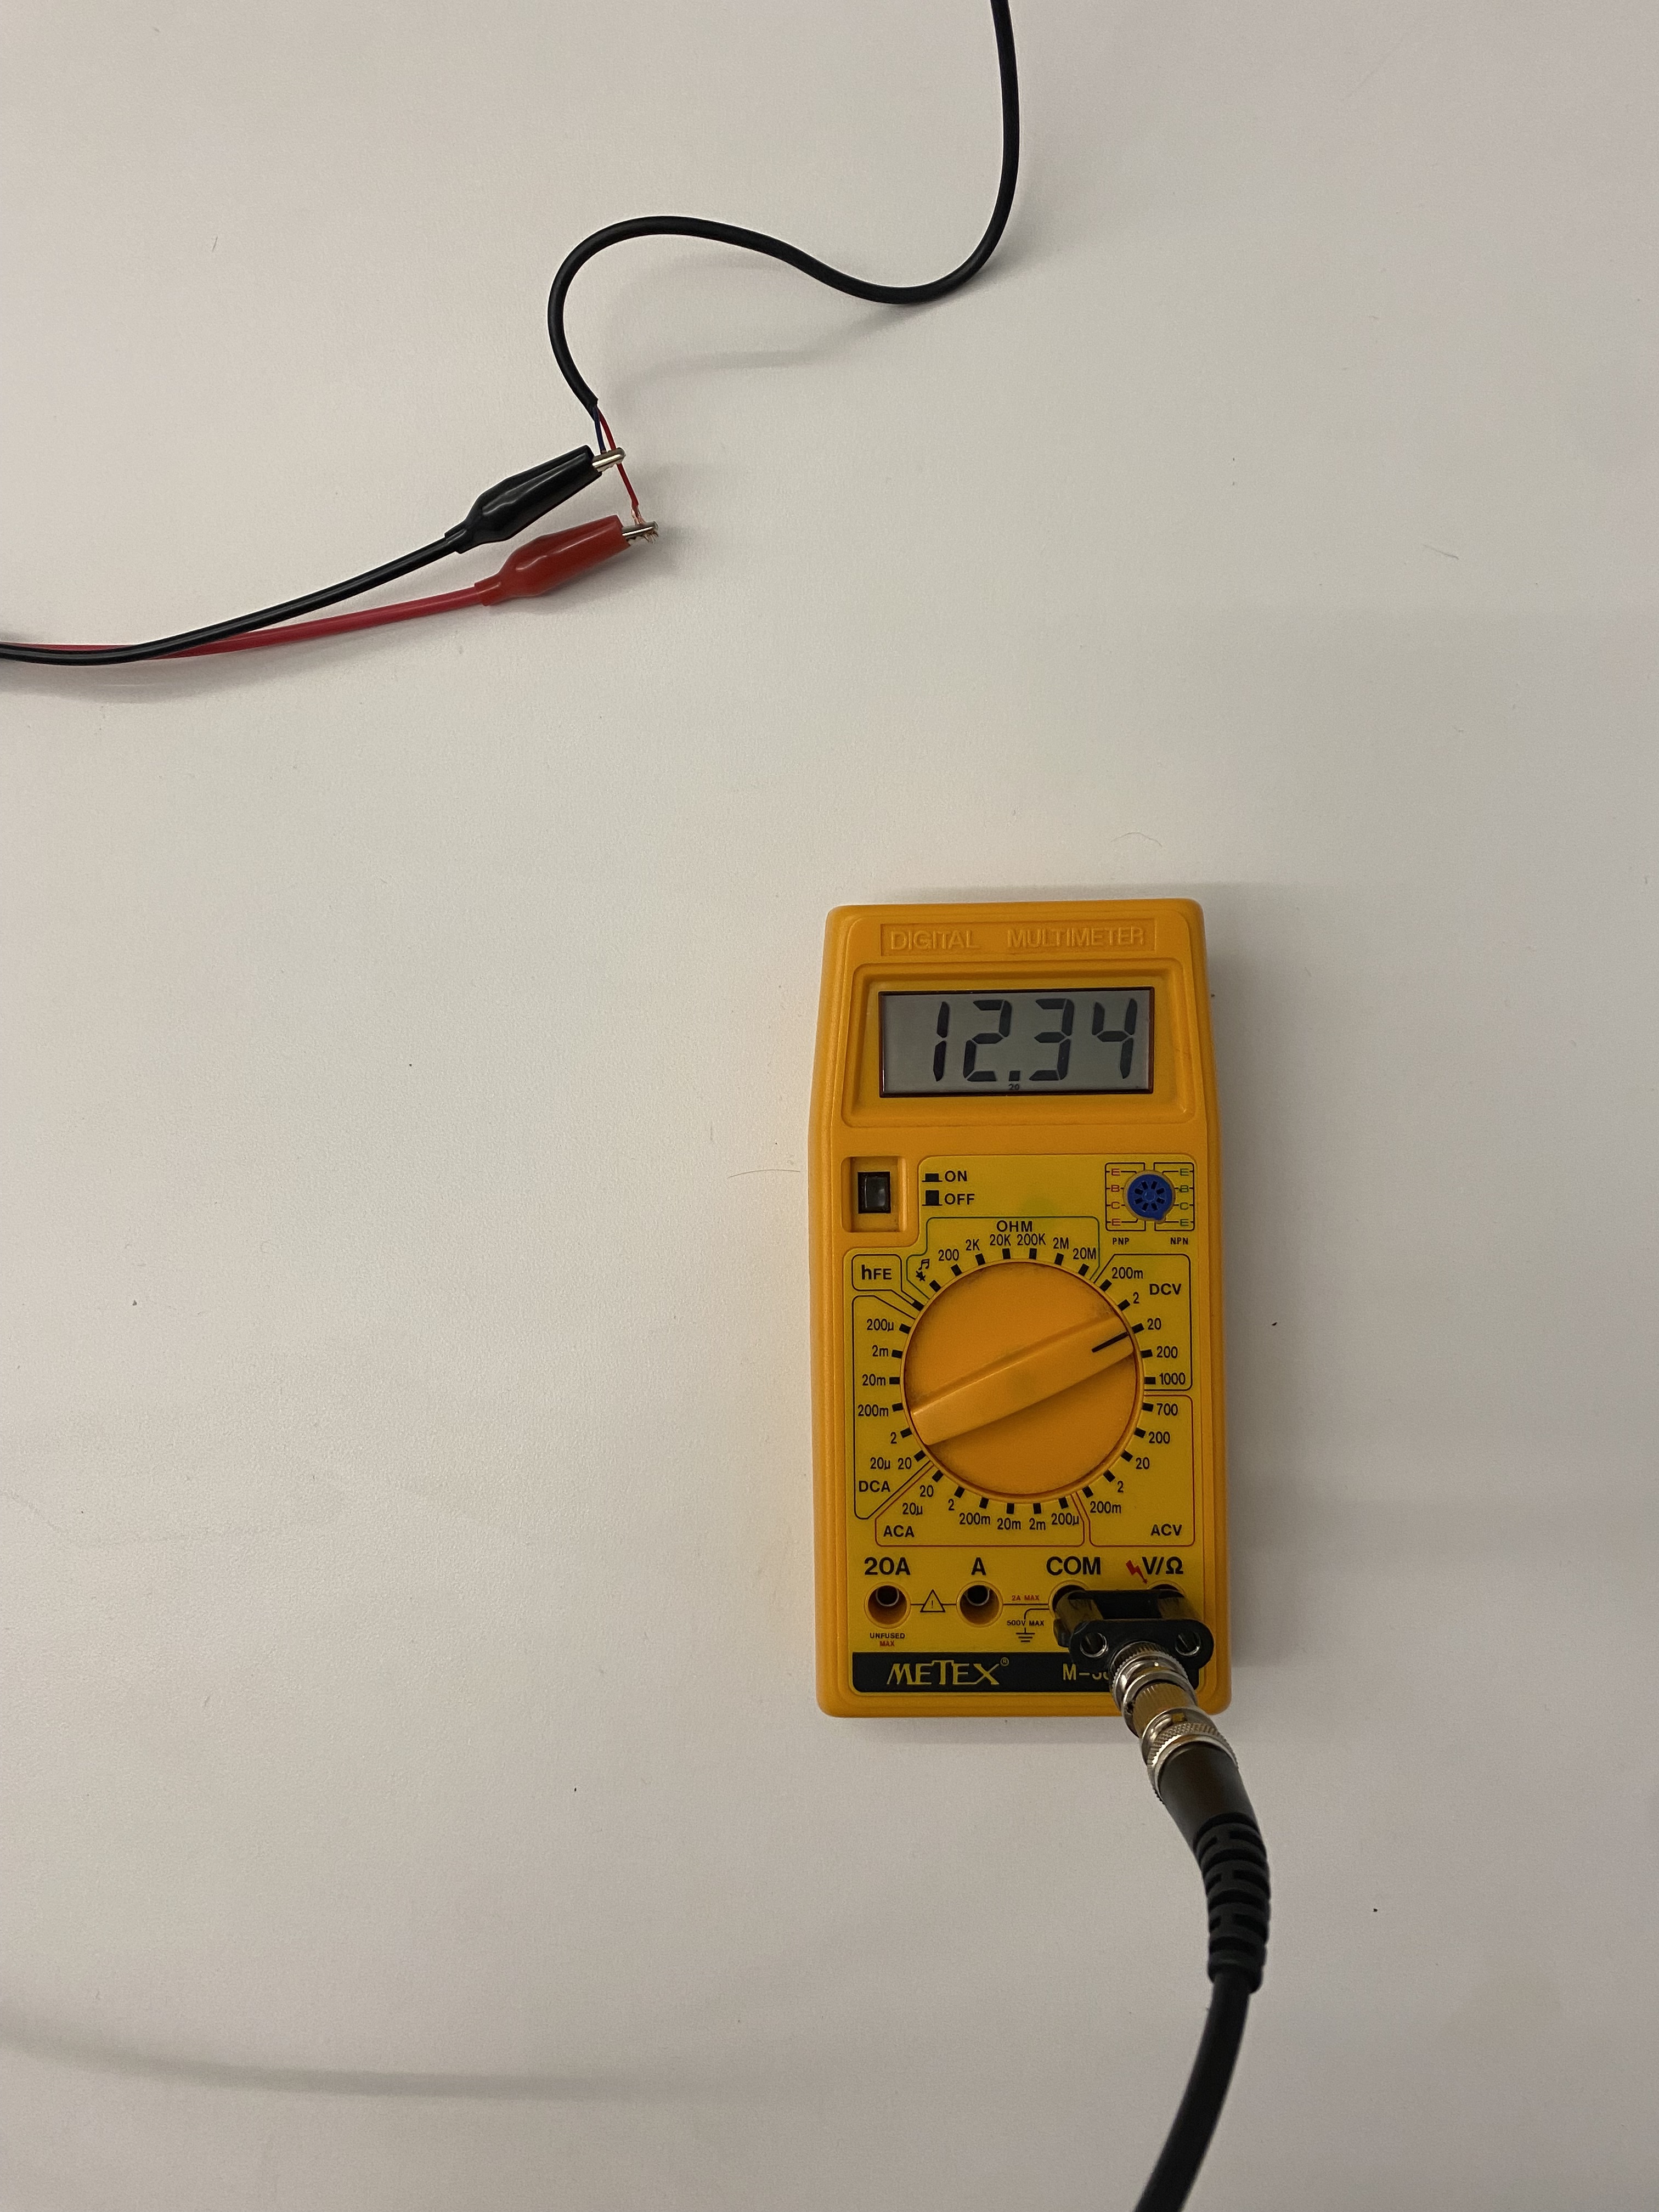 DIGITAL MULTIMETER
12.34
20
ON
OFF
E E
B B
C C
E E
PNP NPN
OHM
200 2K 20K 200K 2M 20M
hFE
200m
2
20
200
1000
DCV
700
200
20
2
200m
ACV
200µ
2m
20m
200m
2
20µ 20
DCA
20
20µ
2
200m 20m 2m 200µ
ACA
20A A COM V/Ω
2A MAX
500V MAX
UNFUSED
MAX
METEX®